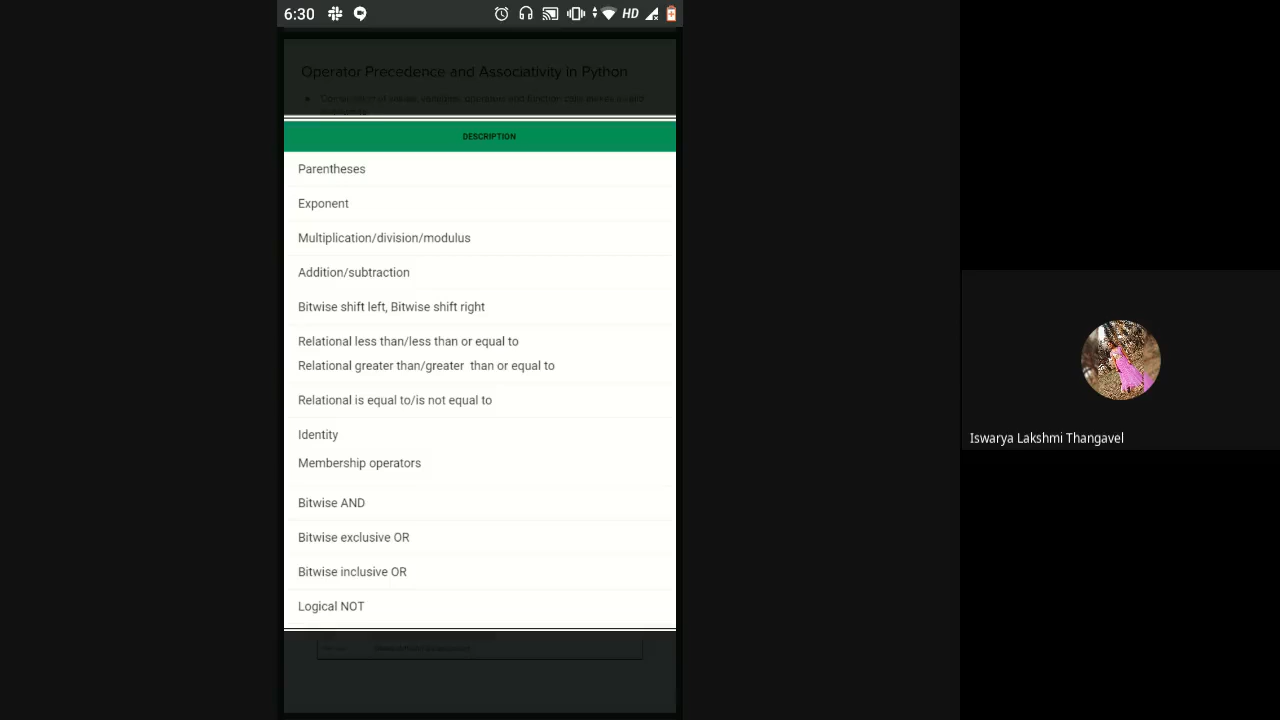 6:30
HD
Operator Precedence and Associativity in Python
DESCRIPTION
Parentheses
Exponent
Multiplication/division/modulus
Addition/subtraction
Bitwise shift left, Bitwise shift right
Relational less than/less than or equal to
Relational greater than/greater  than or equal to
Relational is equal to/is not equal to
Identity
Membership operators
Bitwise AND
Bitwise exclusive OR
Bitwise inclusive OR
Logical NOT
Iswarya Lakshmi Thangavel